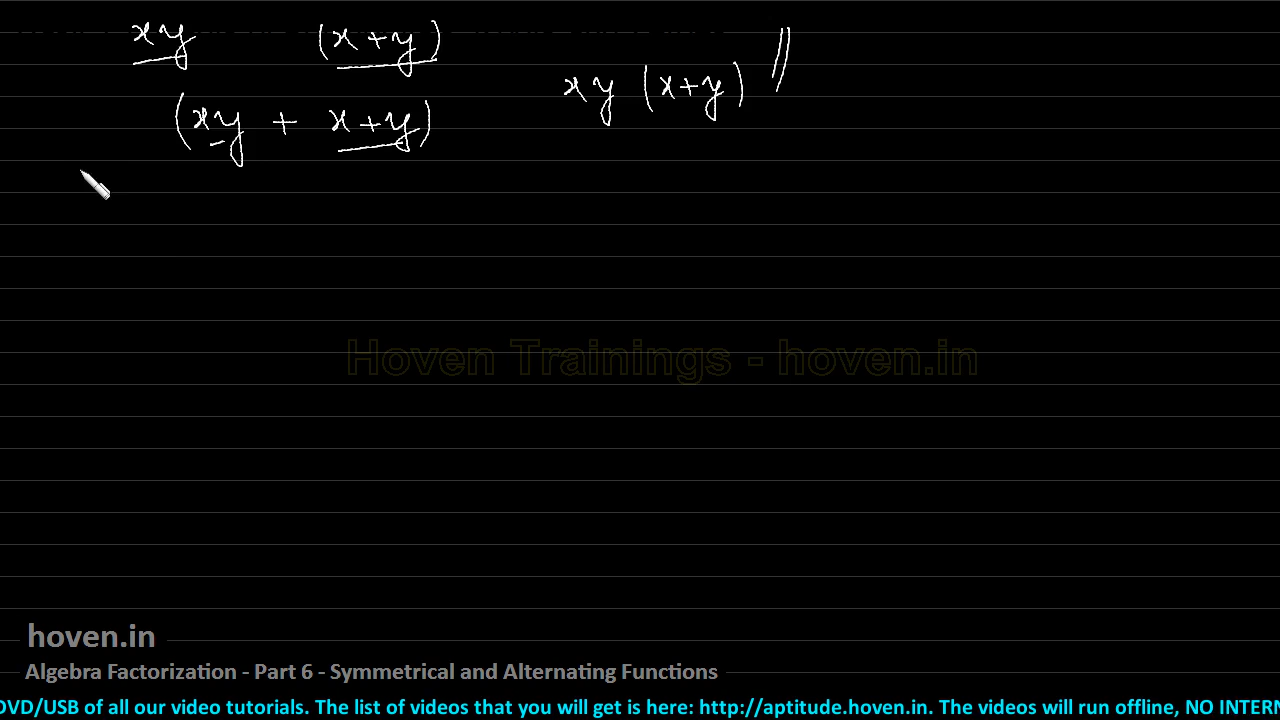 xy (x+y)
xy (x+y) //
(xy + x+y)
Hoven Trainings - hoven.in
hoven.in
Algebra Factorization - Part 6 - Symmetrical and Alternating Functions
DVD/USB of all our video tutorials. The list of videos that you will get is here: http://aptitude.hoven.in. The videos will run offline, NO INTERN